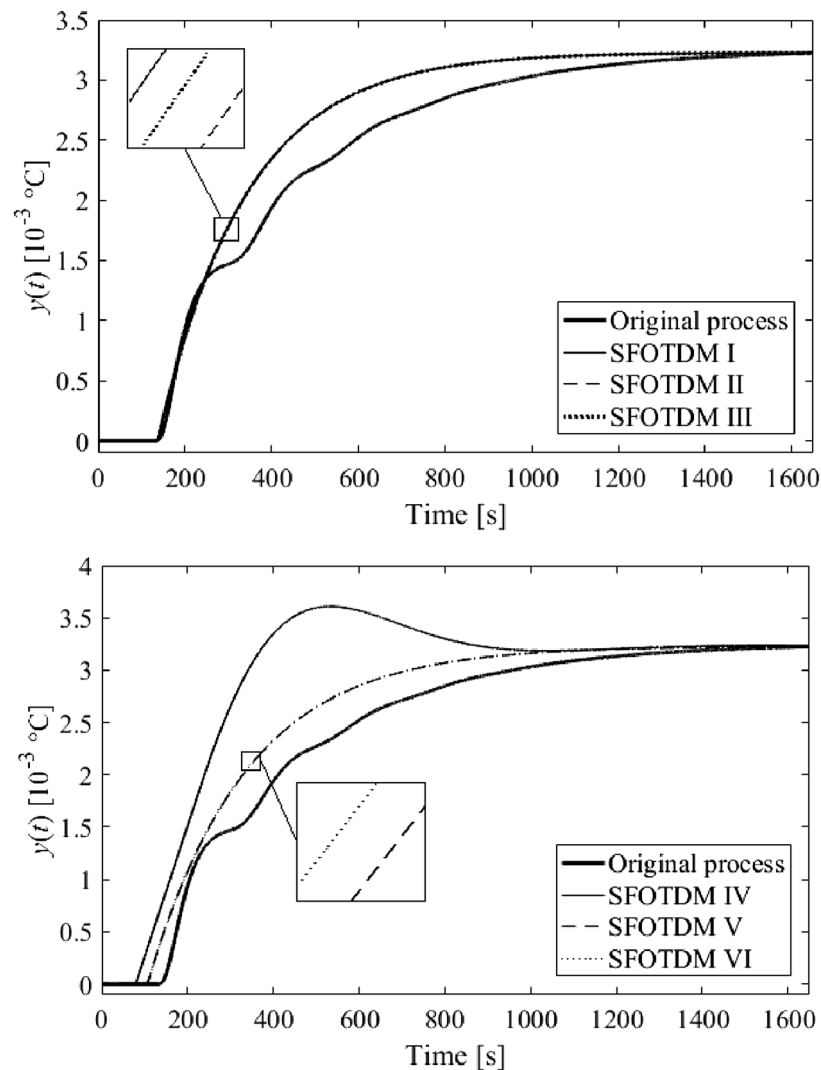 3.5
3
2.5
2
1.5
1
0.5
0
y(t) [10⁻³ °C]
Original process
SFOTDM I
SFOTDM II
SFOTDM III
0 200 400 600 800 1000 1200 1400 1600
Time [s]
4
3.5
3
2.5
2
1.5
1
0.5
0
y(t) [10⁻³ °C]
Original process
SFOTDM IV
SFOTDM V
SFOTDM VI
0 200 400 600 800 1000 1200 1400 1600
Time [s]